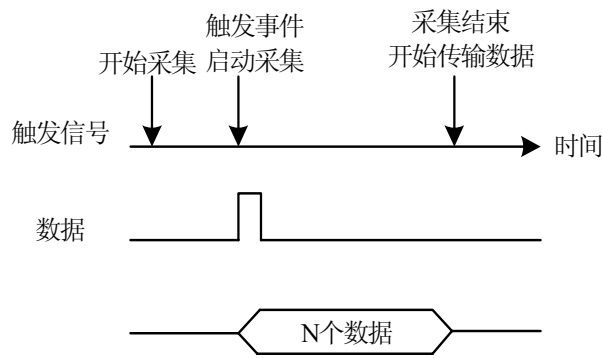 触发事件
启动采集
采集结束
开始传输数据
开始采集
触发信号
时间
数据
N个数据